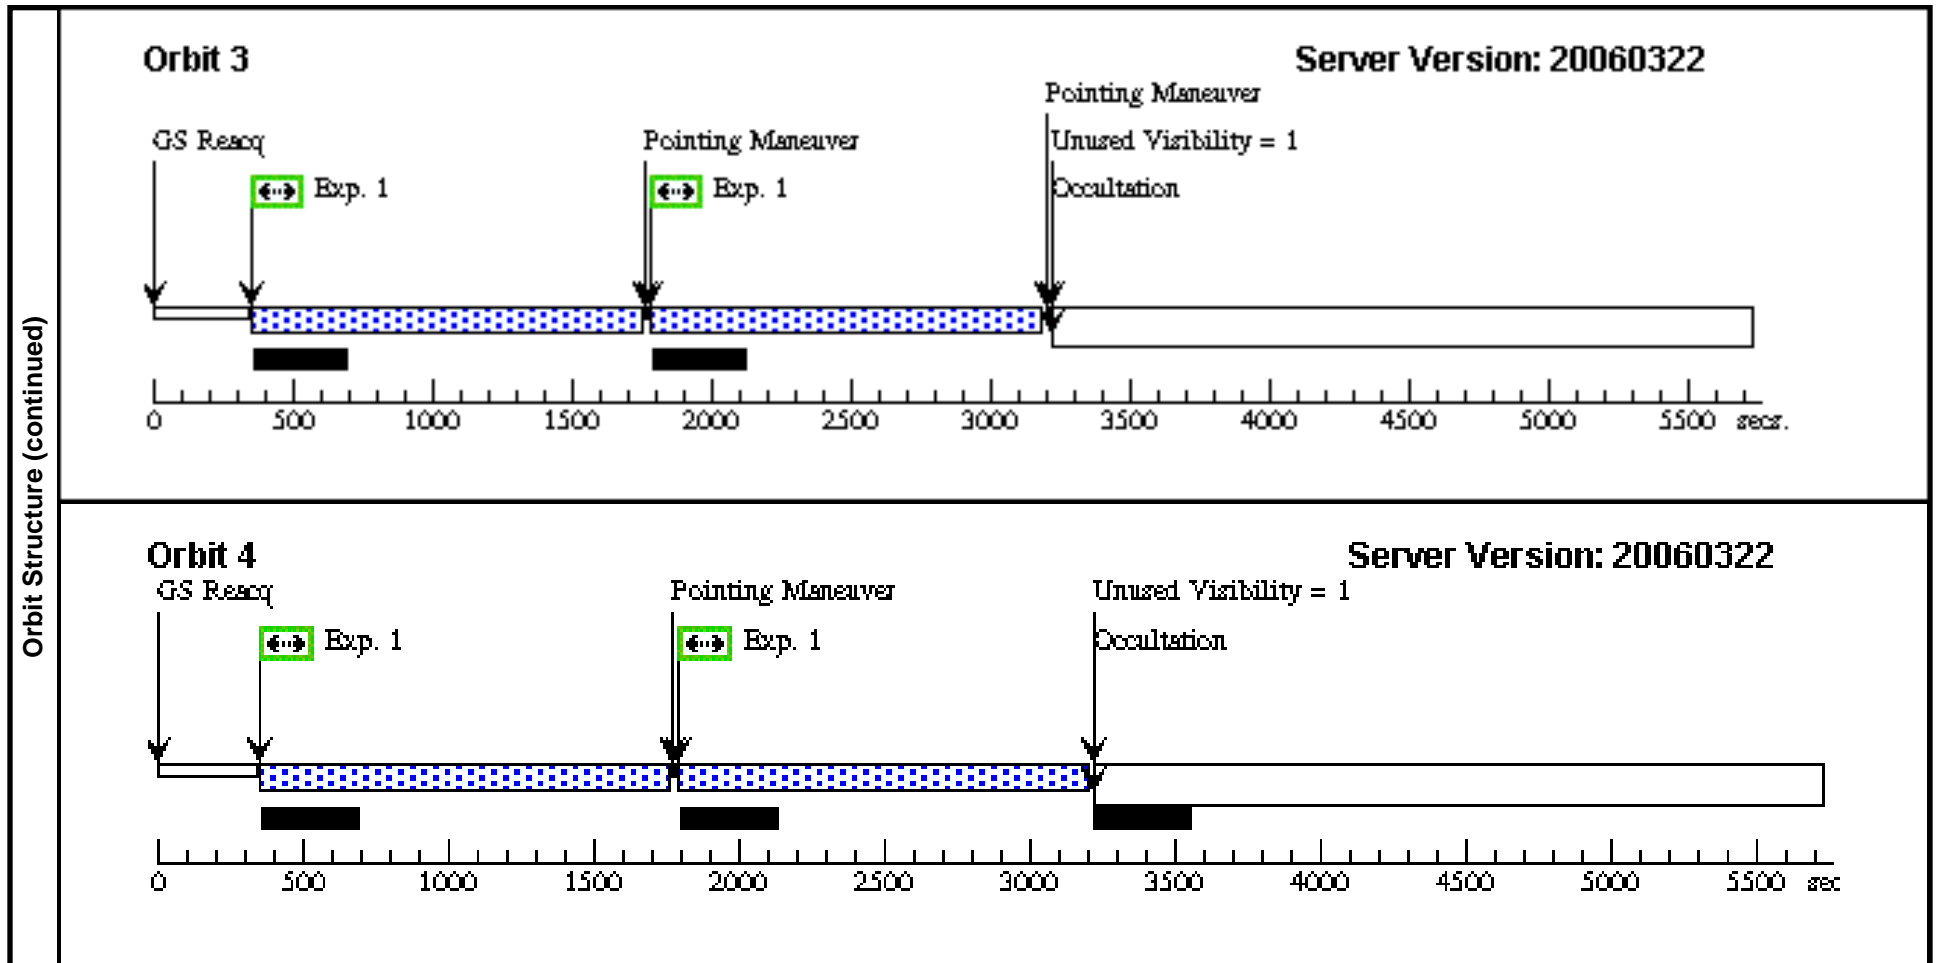 Orbit Structure (continued)
Orbit 3
Server Version: 20060322
Pointing Maneuver
GS Reacq
Pointing Maneuver
Unused Visibility = 1
Exp. 1
Exp. 1
Occultation
0 500 1000 1500 2000 2500 3000 3500 4000 4500 5000 5500 secs.
Orbit 4
Server Version: 20060322
GS Reacq
Pointing Maneuver
Unused Visibility = 1
Exp. 1
Exp. 1
Occultation
0 500 1000 1500 2000 2500 3000 3500 4000 4500 5000 5500 sec